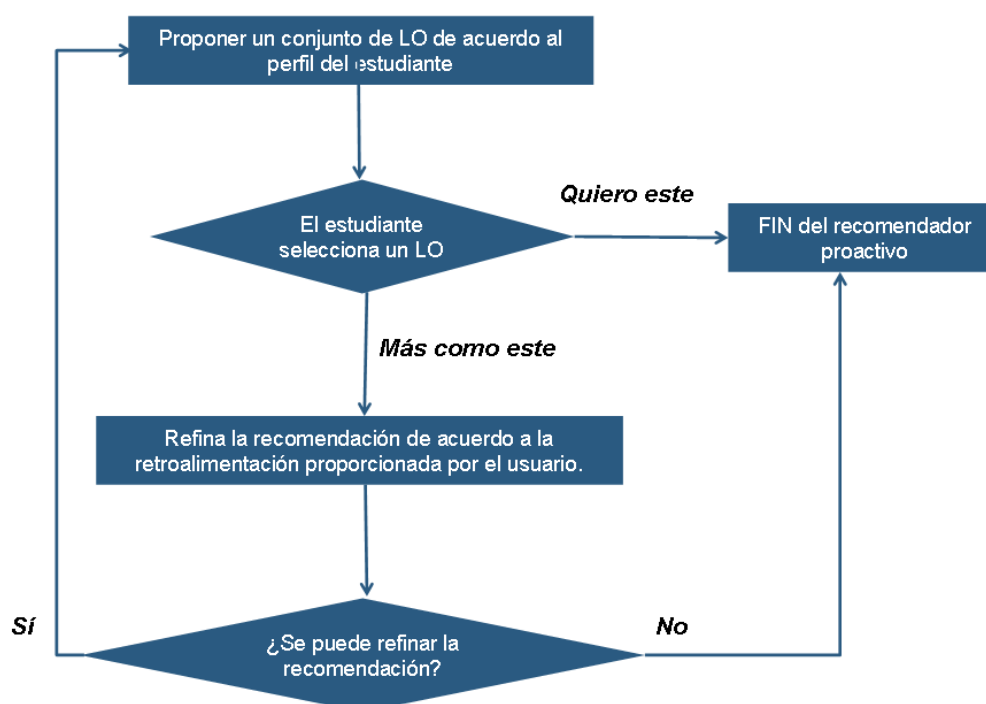 Proponer un conjunto de LO de acuerdo al
perfil del estudiante
El estudiante
selecciona un LO
Quiero este
FIN del recomendador
proactivo
Más como este
Refina la recomendación de acuerdo a la
retroalimentación proporcionada por el usuario.
Sí
¿Se puede refinar la
recomendación?
No